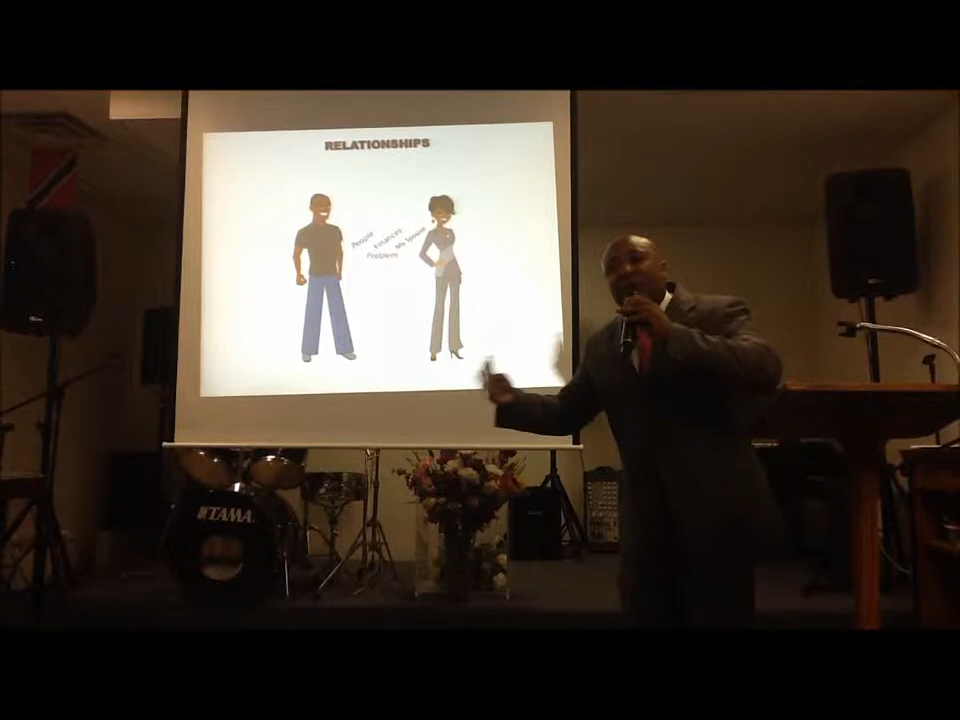 RELATIONSHIPS
People
Finances
My Spouse
Problem
TAMA